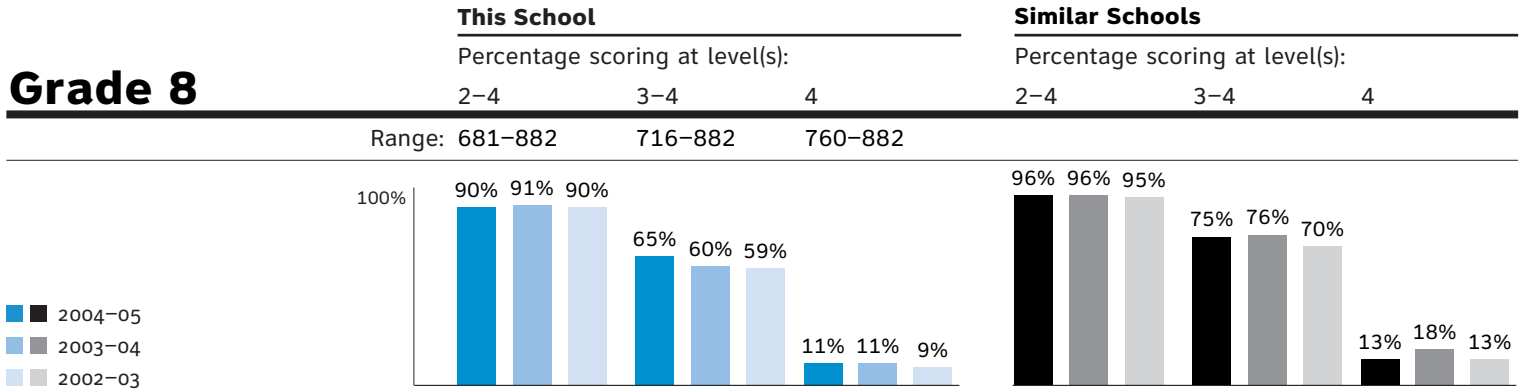 This School Similar Schools
Percentage scoring at level(s): Percentage scoring at level(s):
Grade 8 2–4 3–4 4 2–4 3–4 4
Range: 681–882 716–882 760–882
100% 90% 91% 90% 65% 60% 59% 11% 11% 9% 96% 96% 95% 75% 76% 70% 13% 18% 13%
2004–05
2003–04
2002–03